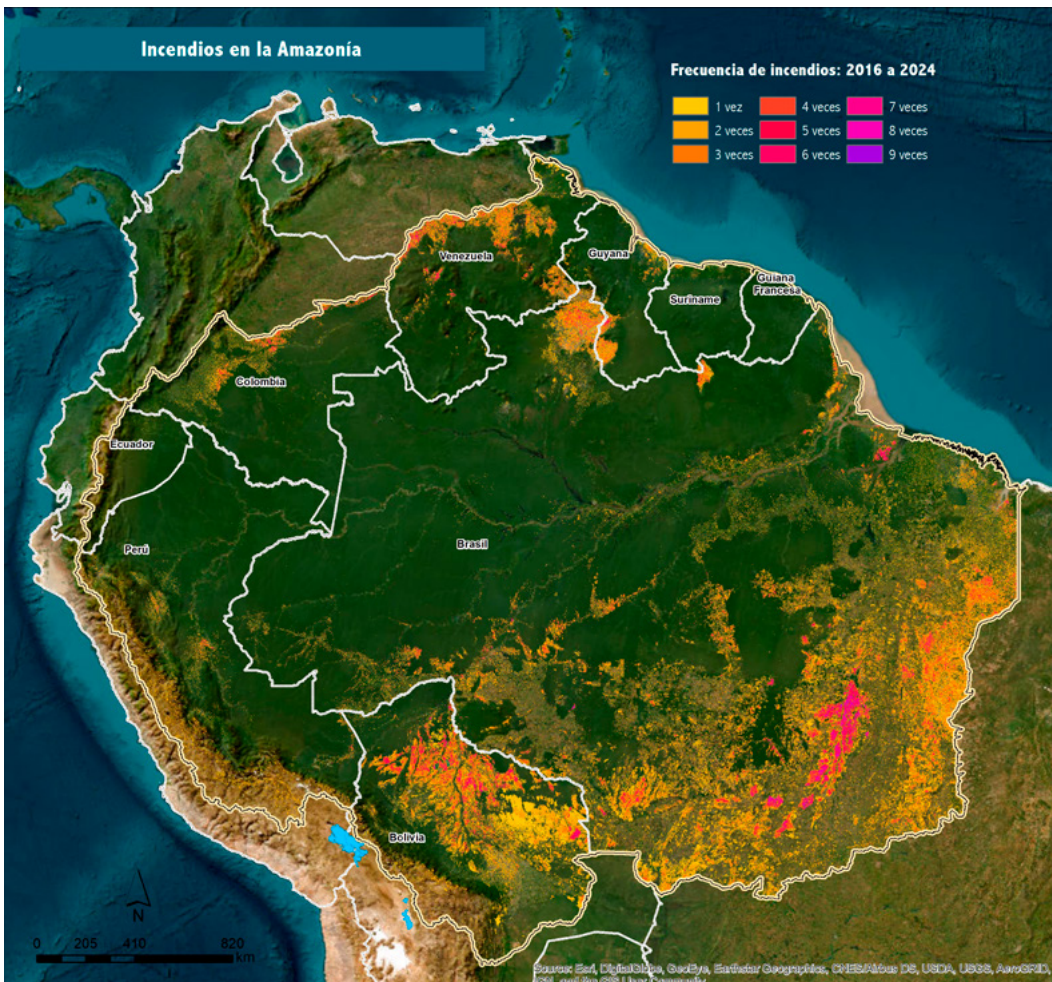 Incendios en la Amazonía
Frecuencia de incendios: 2016 a 2024
1 vez
2 veces
3 veces
4 veces
5 veces
6 veces
7 veces
8 veces
9 veces
Venezuela
Guyana
Suriname
Guiana
Francesa
Colombia
Ecuador
Perú
Brasil
Bolivia
N
0 205 410 820
km
Source: Esri, DigitalGlobe, GeoEye, Earthstar Geographics, CNES/Airbus DS, USDA, USGS, AeroGRID,